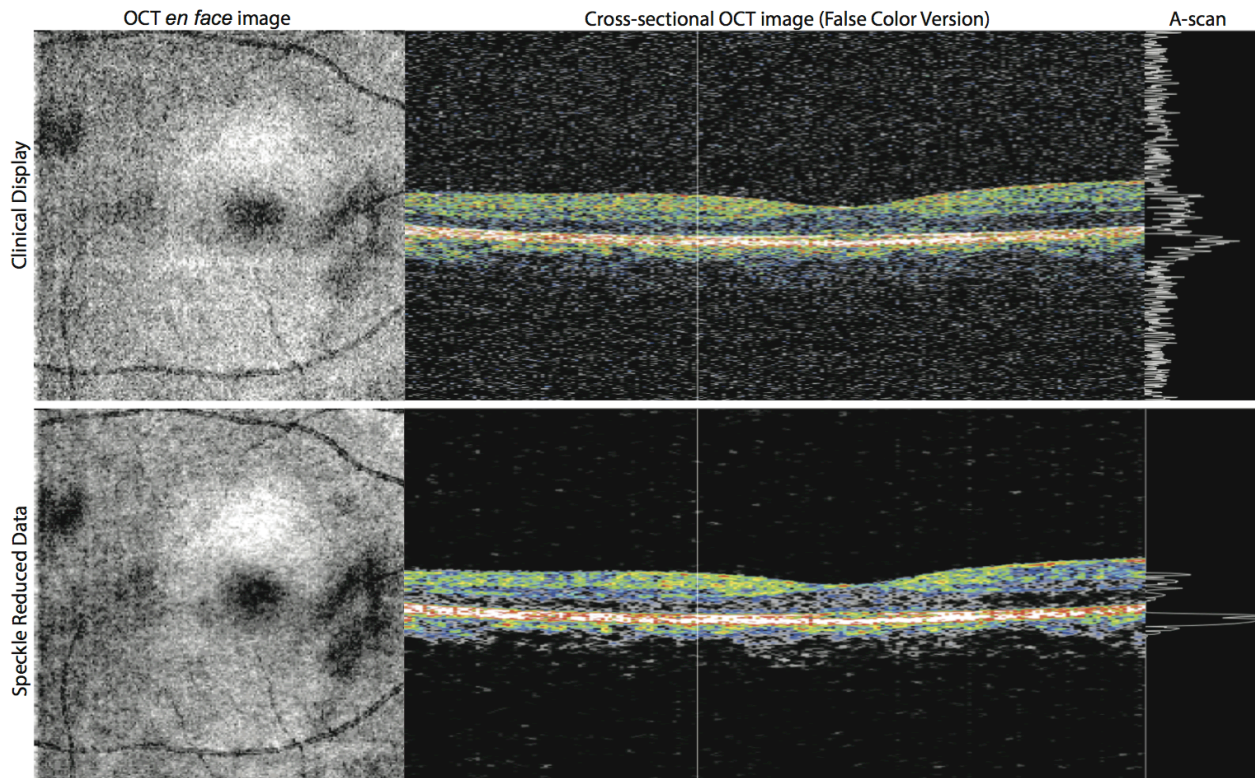 OCT en face image
Cross-sectional OCT image (False Color Version)
A-scan
Clinical Display
Speckle Reduced Data